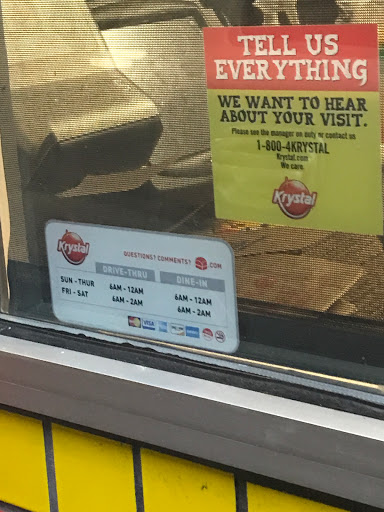 TELL US
EVERYTHING
WE WANT TO HEAR
ABOUT YOUR VISIT.
Please see the manager on duty or contact us
1-800-4KRYSTAL
Krystal.com
We care.
Krystal
Krystal
QUESTIONS? COMMENTS? .COM
DRIVE-THRU DINE-IN
SUN - THUR 6AM - 12AM 6AM - 12AM
FRI - SAT 6AM - 2AM 6AM - 2AM
VISA